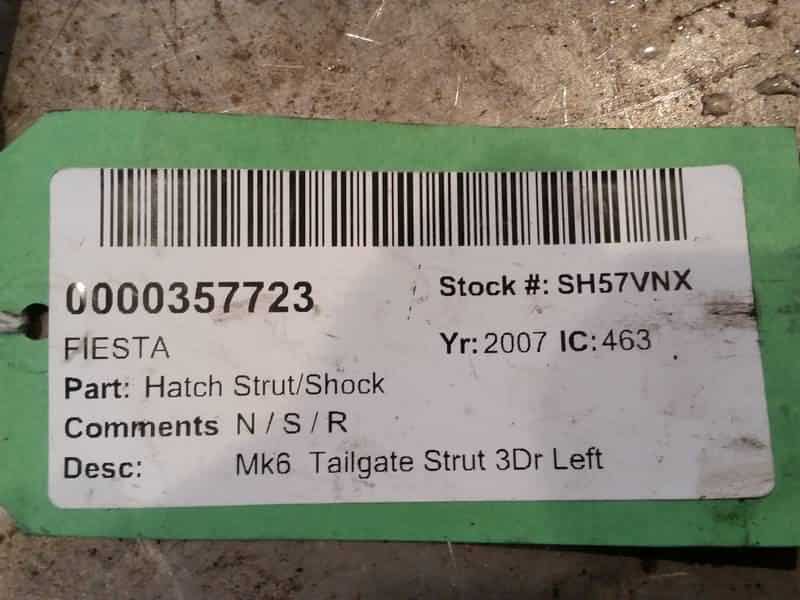 0000357723
Stock #: SH57VNX
FIESTA
Yr: 2007 IC: 463
Part: Hatch Strut/Shock
Comments N / S / R
Desc: Mk6 Tailgate Strut 3Dr Left